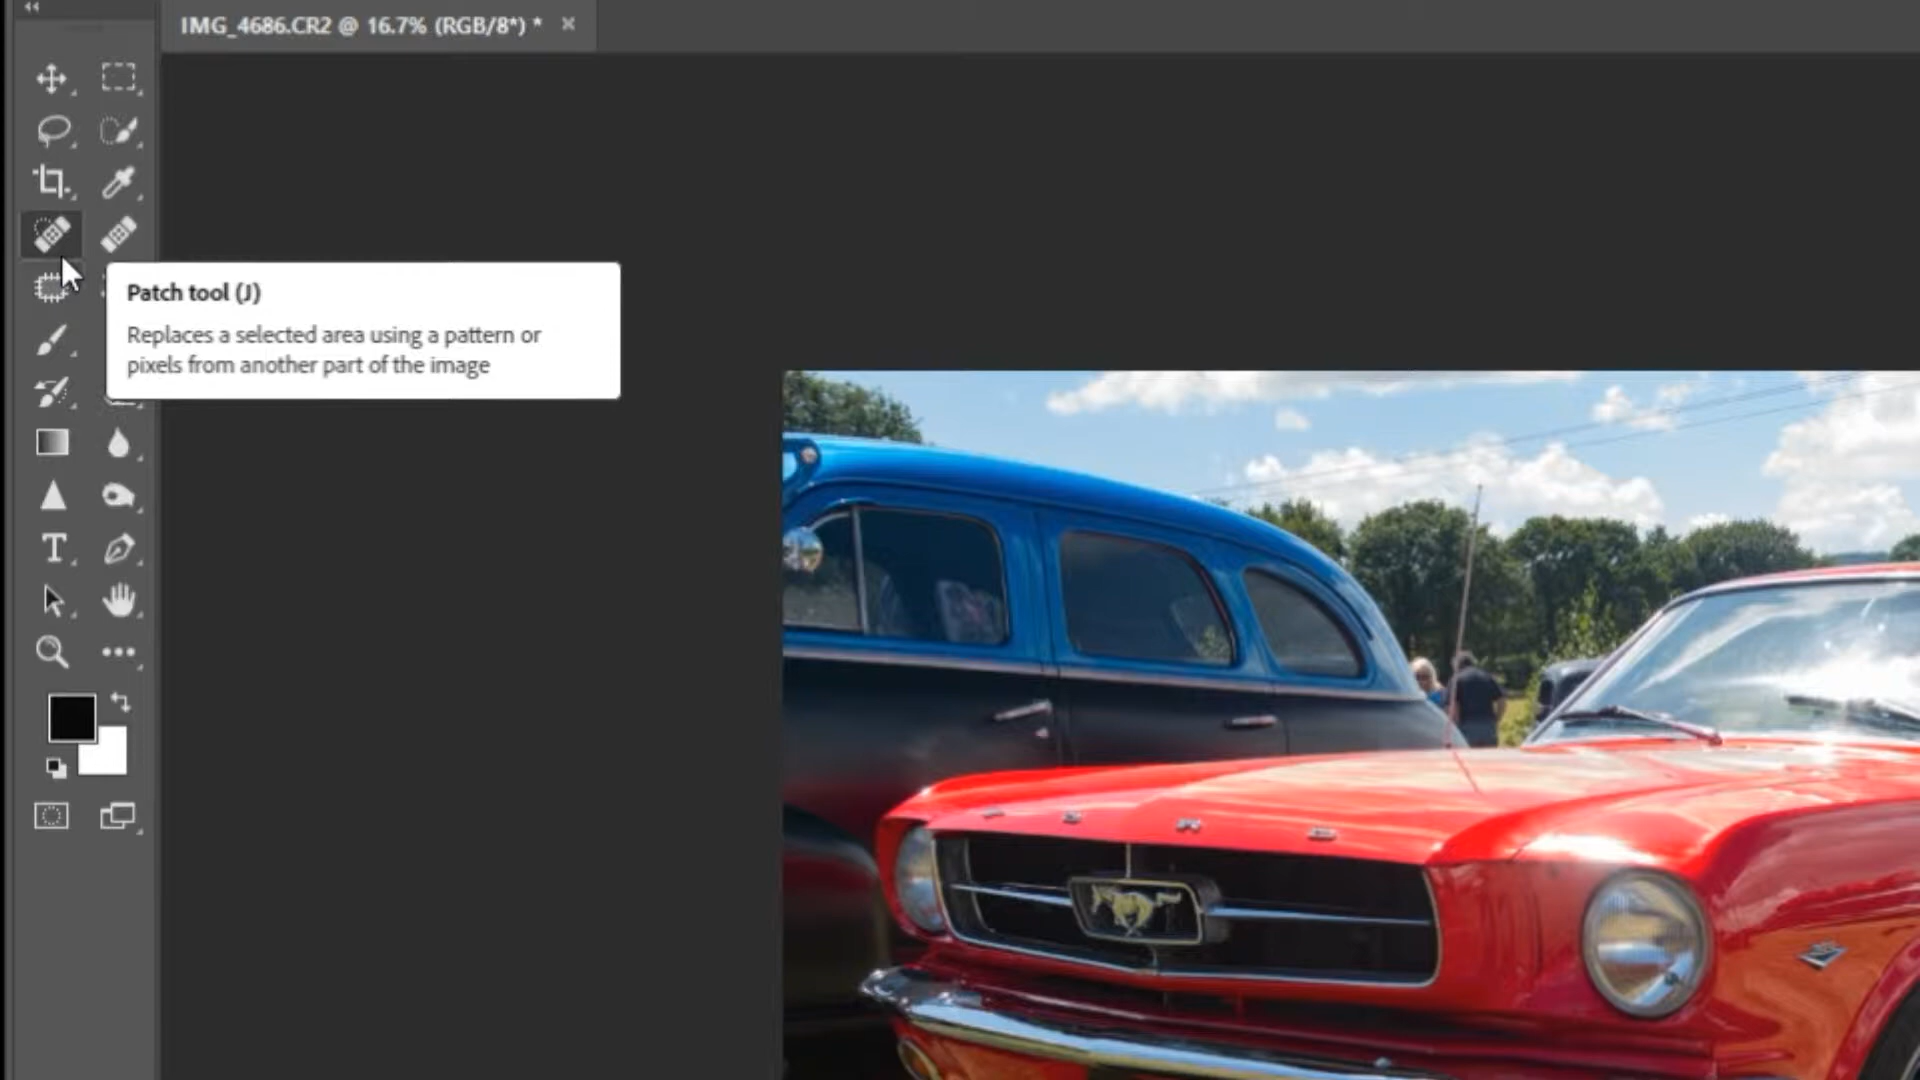 IMG_4686.CR2 @ 16.7% (RGB/8*) *
Patch tool (J)
Replaces a selected area using a pattern or
pixels from another part of the image